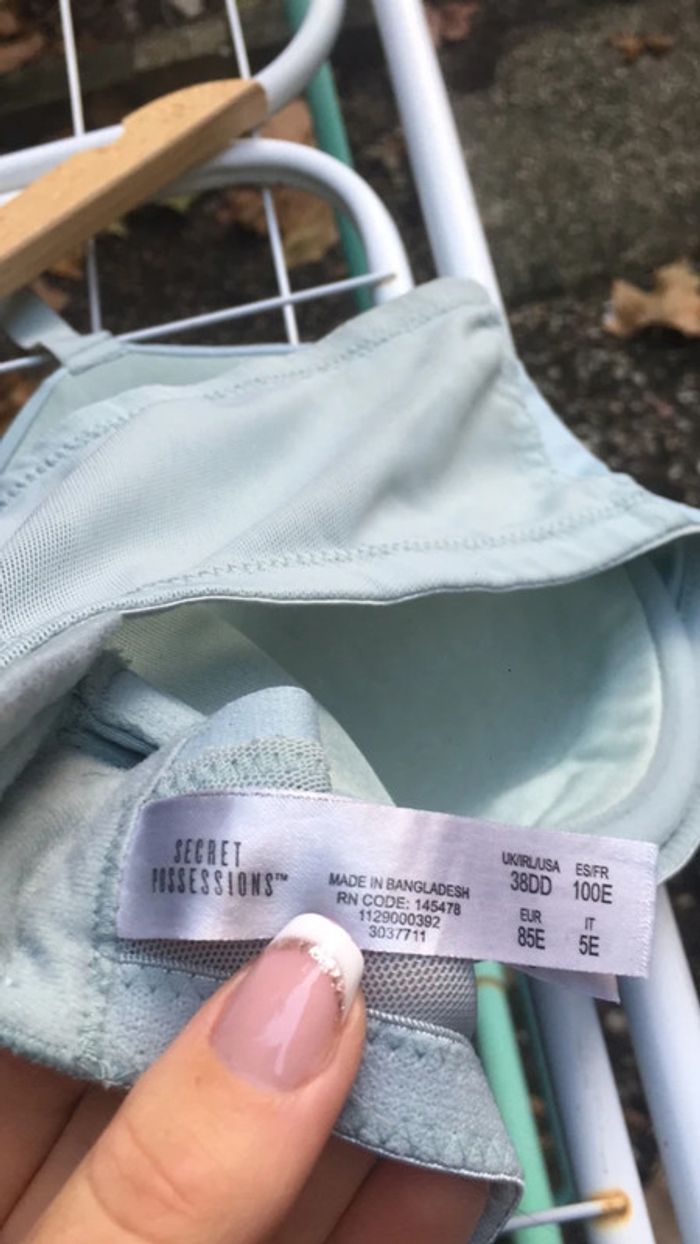 SECRET
POSSESSIONS™
MADE IN BANGLADESH
RN CODE: 145478
1129000392
3037711
UK/IRL/USA ES/FR
38DD 100E
EUR IT
85E 5E